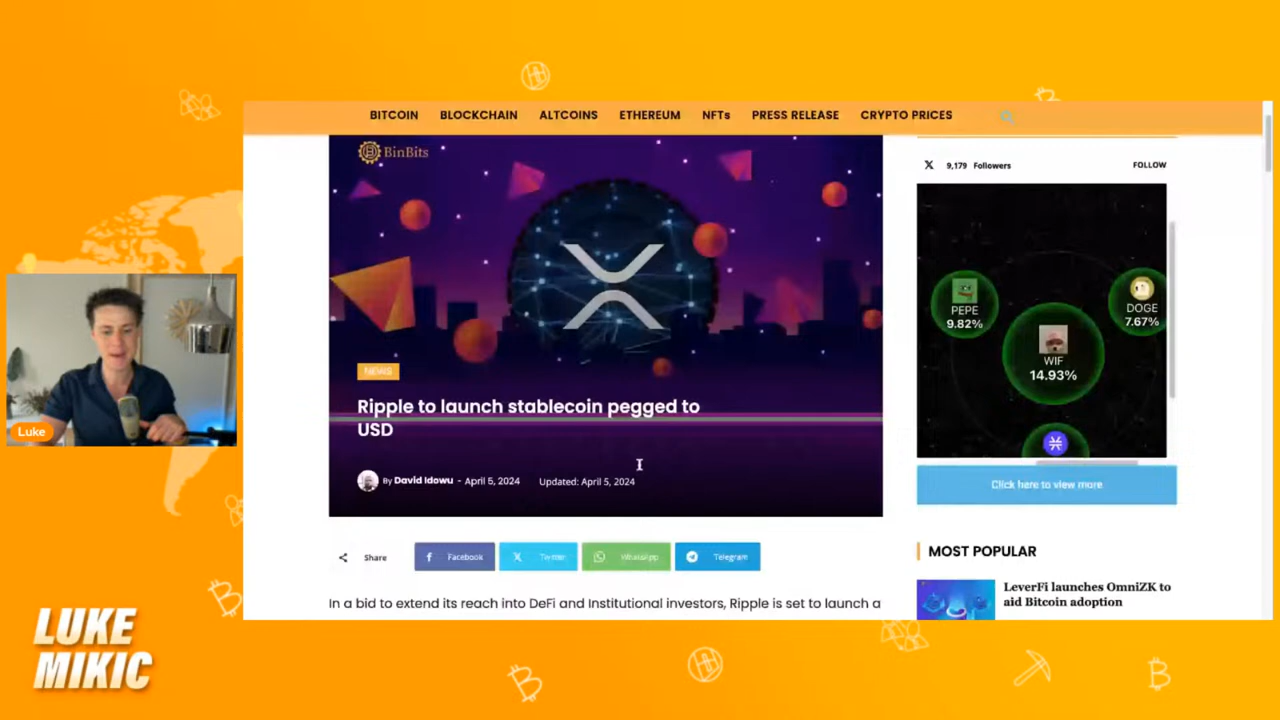 BITCOIN BLOCKCHAIN ALTCOINS ETHEREUM NFTs PRESS RELEASE CRYPTO PRICES
BinBits
NEWS
Ripple to launch stablecoin pegged to
USD
By David Idowu - April 5, 2024 Updated: April 5, 2024
Share Facebook Twitter WhatsApp Telegram
In a bid to extend its reach into DeFi and Institutional investors, Ripple is set to launch a
X 9,179 Followers FOLLOW
PEPE
9.82%
DOGE
7.67%
WIF
14.93%
Click here to view more
MOST POPULAR
LeverFi launches OmniZK to
aid Bitcoin adoption
Luke
LUKE
MIKIC